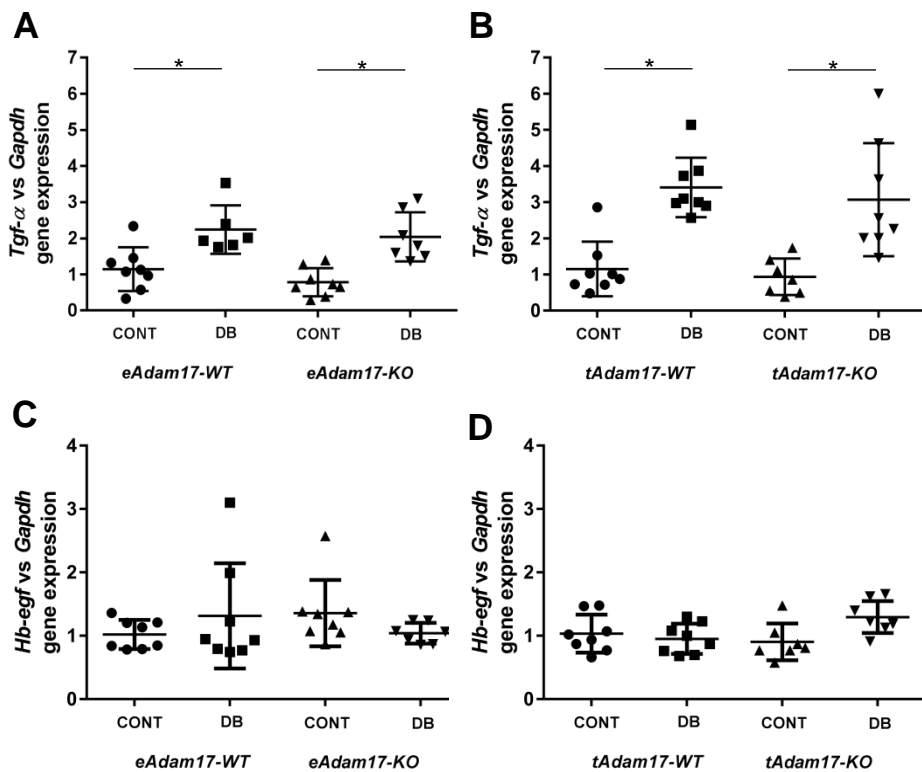 A
B
* *
* *
7
6
5
4
3
2
1
0
Tgf-α vs Gapdh
gene expression
CONT DB CONT DB
eAdam17-WT eAdam17-KO
7
6
5
4
3
2
1
0
Tgf-α vs Gapdh
gene expression
CONT DB CONT DB
tAdam17-WT tAdam17-KO
C
D
4
3
2
1
0
Hb-egf vs Gapdh
gene expression
CONT DB CONT DB
eAdam17-WT eAdam17-KO
4
3
2
1
0
Hb-egf vs Gapdh
gene expression
CONT DB CONT DB
tAdam17-WT tAdam17-KO